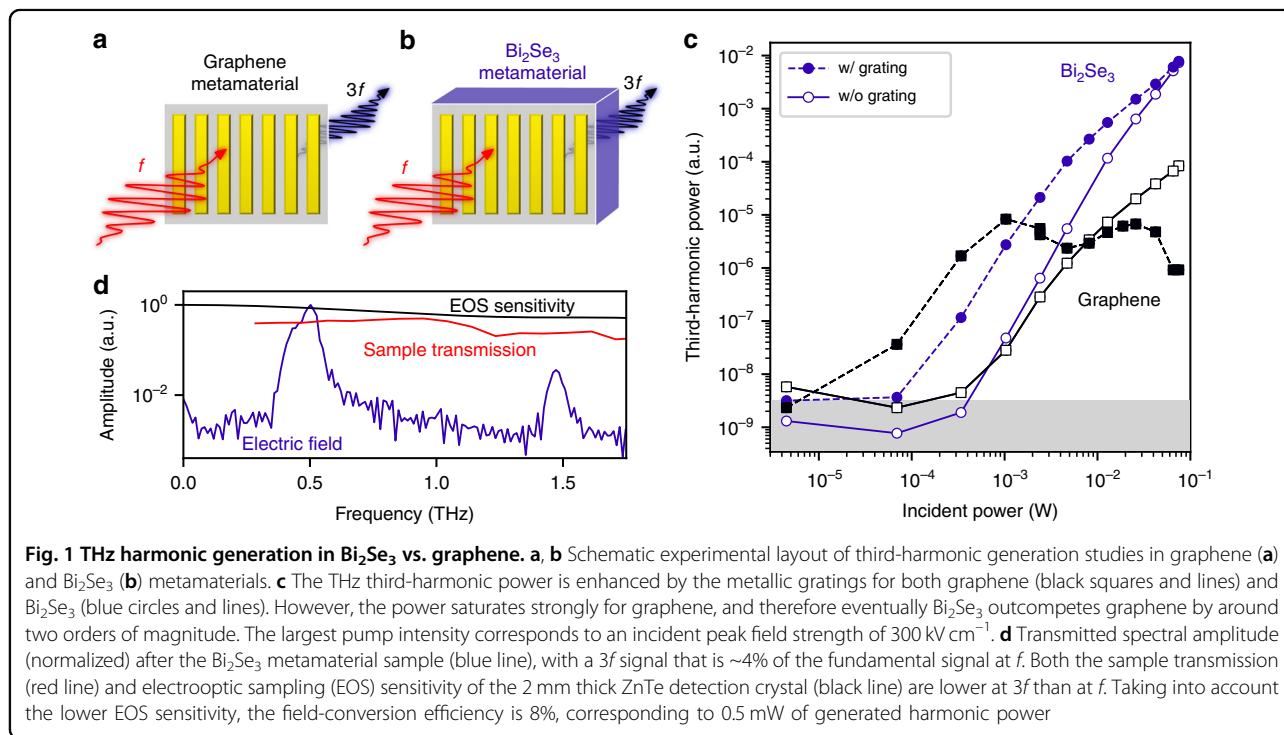 a
Graphene
metamaterial
3f
f
b
Bi₂Se₃
metamaterial
3f
f
c
w/ grating
w/o grating
Bi₂Se₃
Graphene
Third-harmonic power (a.u.)
10⁻²
10⁻³
10⁻⁴
10⁻⁵
10⁻⁶
10⁻⁷
10⁻⁸
10⁻⁹
10⁻⁵ 10⁻⁴ 10⁻³ 10⁻² 10⁻¹
Incident power (W)
d
Amplitude (a.u.)
10⁰
10⁻²
EOS sensitivity
Sample transmission
Electric field
0.0 0.5 1.0 1.5
Frequency (THz)
Fig. 1 THz harmonic generation in Bi₂Se₃ vs. graphene. a, b Schematic experimental layout of third-harmonic generation studies in graphene (a)
and Bi₂Se₃ (b) metamaterials. c The THz third-harmonic power is enhanced by the metallic gratings for both graphene (black squares and lines) and
Bi₂Se₃ (blue circles and lines). However, the power saturates strongly for graphene, and therefore eventually Bi₂Se₃ outcompetes graphene by around
two orders of magnitude. The largest pump intensity corresponds to an incident peak field strength of 300 kV cm⁻¹. d Transmitted spectral amplitude
(normalized) after the Bi₂Se₃ metamaterial sample (blue line), with a 3f signal that is ~4% of the fundamental signal at f. Both the sample transmission
(red line) and electrooptic sampling (EOS) sensitivity of the 2 mm thick ZnTe detection crystal (black line) are lower at 3f than at f. Taking into account
the lower EOS sensitivity, the field-conversion efficiency is 8%, corresponding to 0.5 mW of generated harmonic power